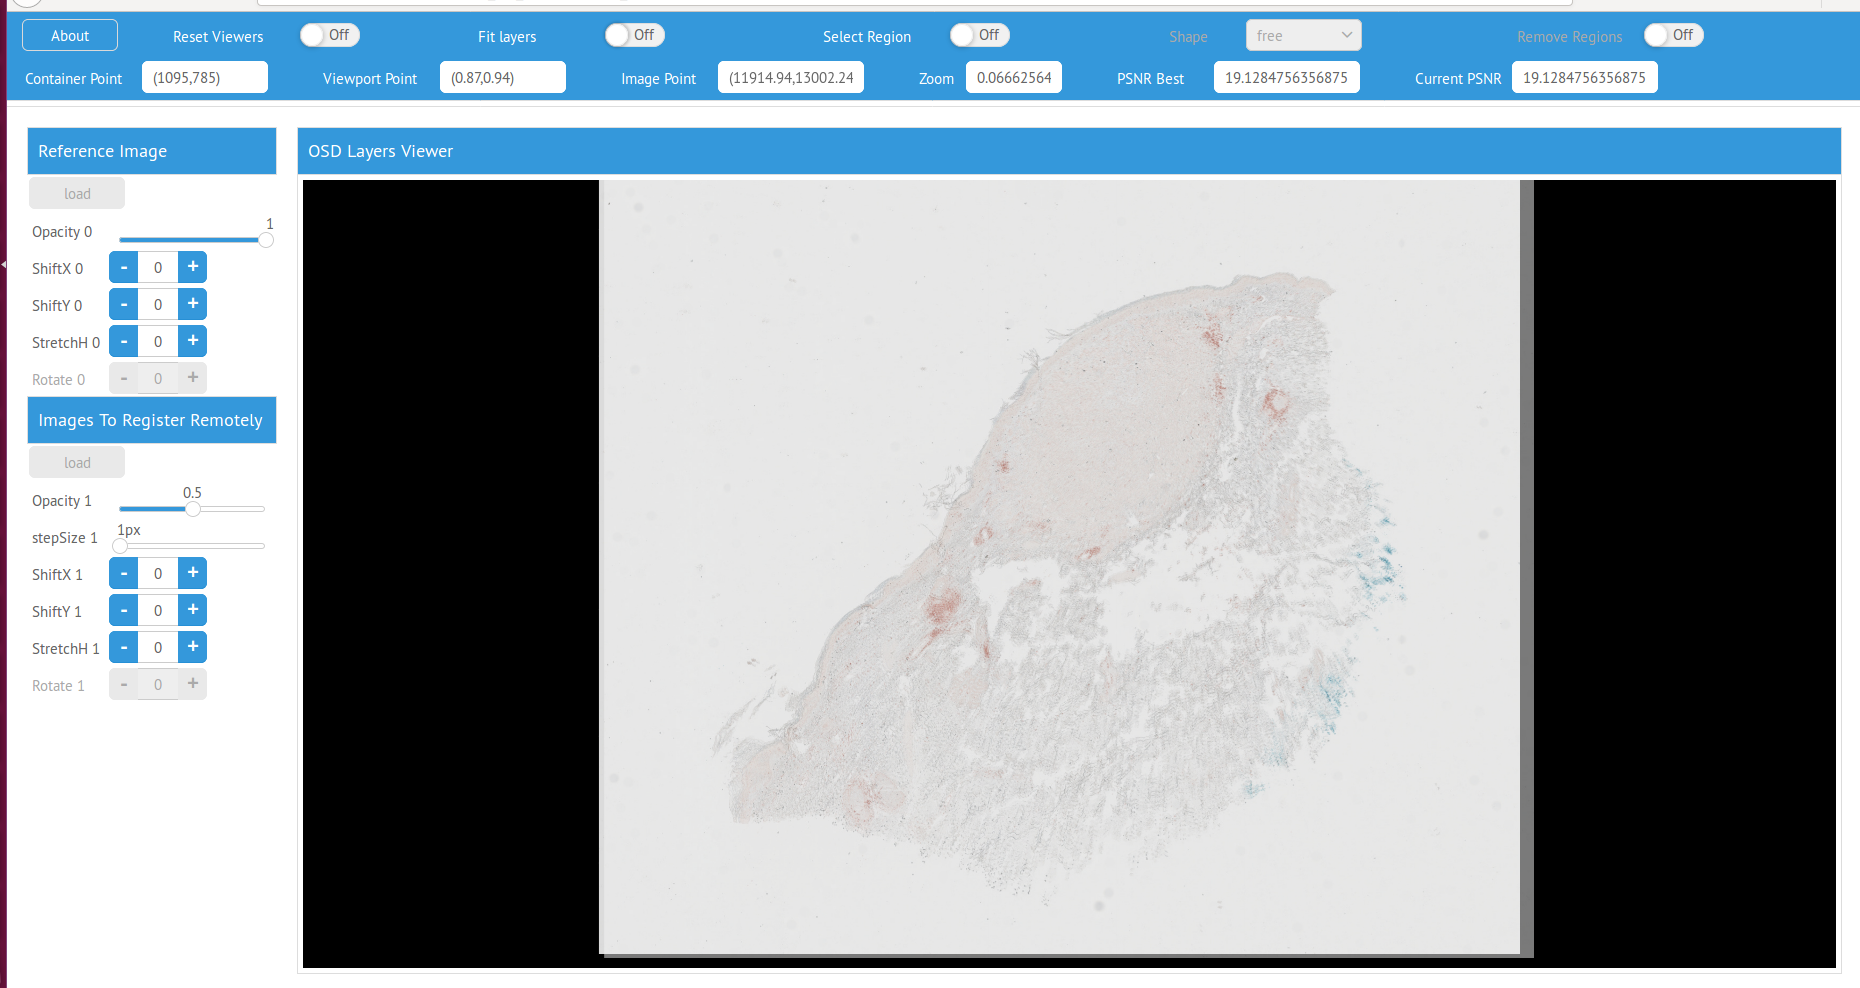 About Reset Viewers Off Fit layers Off Select Region Off Shape free Remove Regions Off
Container Point (1095,785) Viewport Point (0.87,0.94) Image Point (11914.94,13002.24 Zoom 0.06662564 PSNR Best 19.1284756356875 Current PSNR 19.1284756356875
Reference Image
load
1
Opacity 0
ShiftX 0 - 0 +
ShiftY 0 - 0 +
StretchH 0 - 0 +
Rotate 0 - 0 +
Images To Register Remotely
load
0.5
Opacity 1
1px
stepSize 1
ShiftX 1 - 0 +
ShiftY 1 - 0 +
StretchH 1 - 0 +
Rotate 1 - 0 +
OSD Layers Viewer